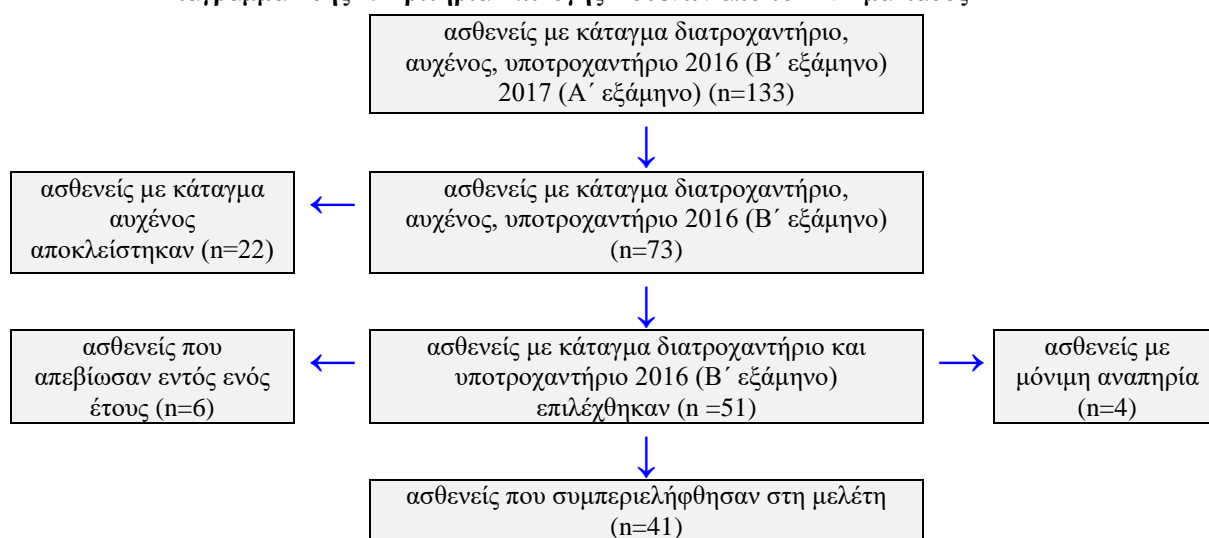 ασθενείς με κάταγμα διατροχαντήριο,
αυχένος, υποτροχαντήριο 2016 (Β΄ εξάμηνο)
2017 (Α΄ εξάμηνο) (n=133)
ασθενείς με κάταγμα
αυχένος
αποκλείστηκαν (n=22)
ασθενείς με κάταγμα διατροχαντήριο,
αυχένος, υποτροχαντήριο 2016 (Β΄ εξάμηνο)
(n=73)
ασθενείς που
απεβίωσαν εντός ενός
έτους (n=6)
ασθενείς με κάταγμα διατροχαντήριο και
υποτροχαντήριο 2016 (Β΄ εξάμηνο)
επιλέχθηκαν (n =51)
ασθενείς με
μόνιμη αναπηρία
(n=4)
ασθενείς που συμπεριελήφθησαν στη μελέτη
(n=41)